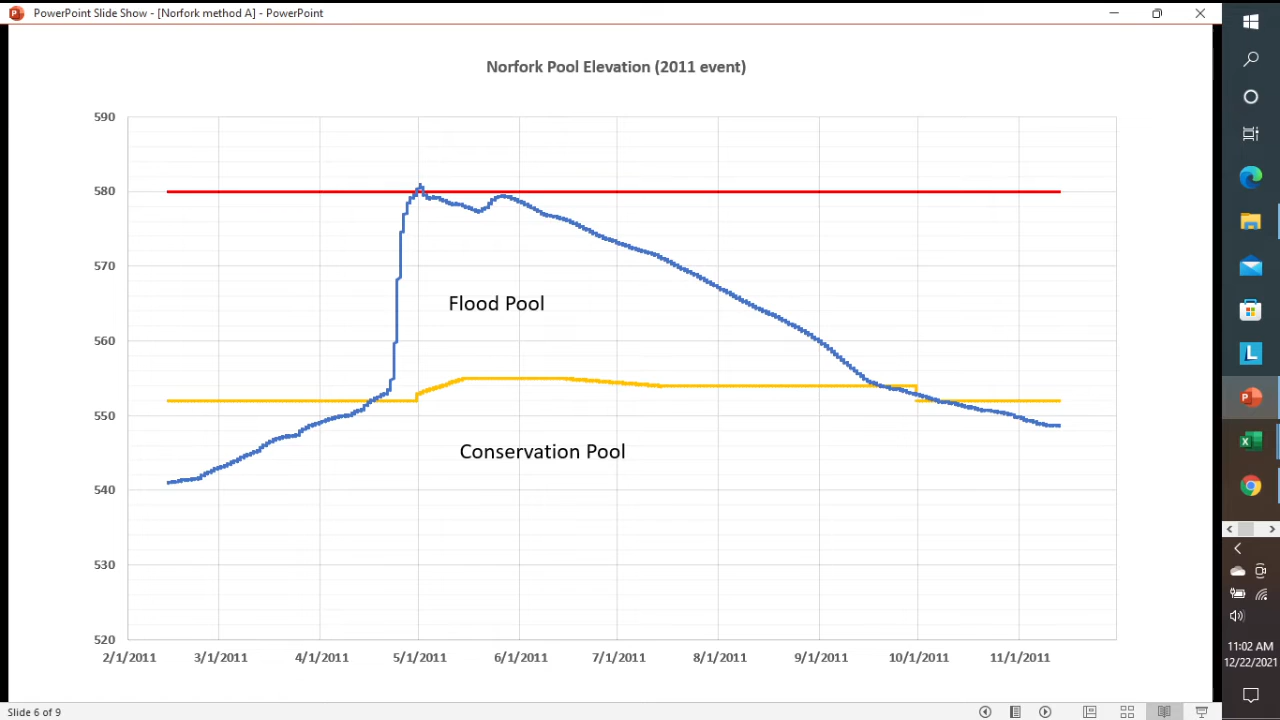 PowerPoint Slide Show - [Norfork method A] - PowerPoint
Norfork Pool Elevation (2011 event)
590
580
570
Flood Pool
560
550
Conservation Pool
540
530
520
2/1/2011 3/1/2011 4/1/2011 5/1/2011 6/1/2011 7/1/2011 8/1/2011 9/1/2011 10/1/2011 11/1/2011
11:02 AM
12/22/2021
Slide 6 of 9